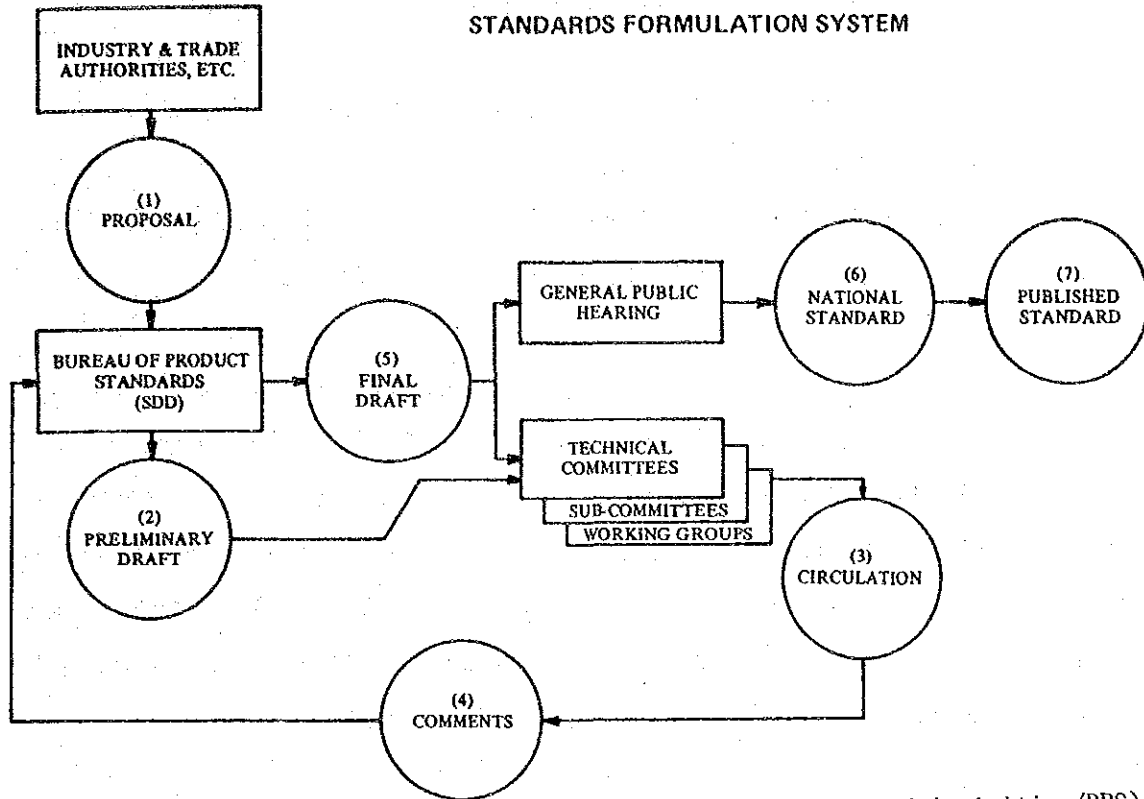 STANDARDS FORMULATION SYSTEM
INDUSTRY & TRADE
AUTHORITIES, ETC.
(1)
PROPOSAL
BUREAU OF PRODUCT
STANDARDS
(SDD)
(2)
PRELIMINARY
DRAFT
(5)
FINAL
DRAFT
GENERAL PUBLIC
HEARING
(6)
NATIONAL
STANDARD
(7)
PUBLISHED
STANDARD
TECHNICAL
COMMITTEES
SUB-COMMITTEES
WORKING GROUPS
(3)
CIRCULATION
(4)
COMMENTS
(BPS)